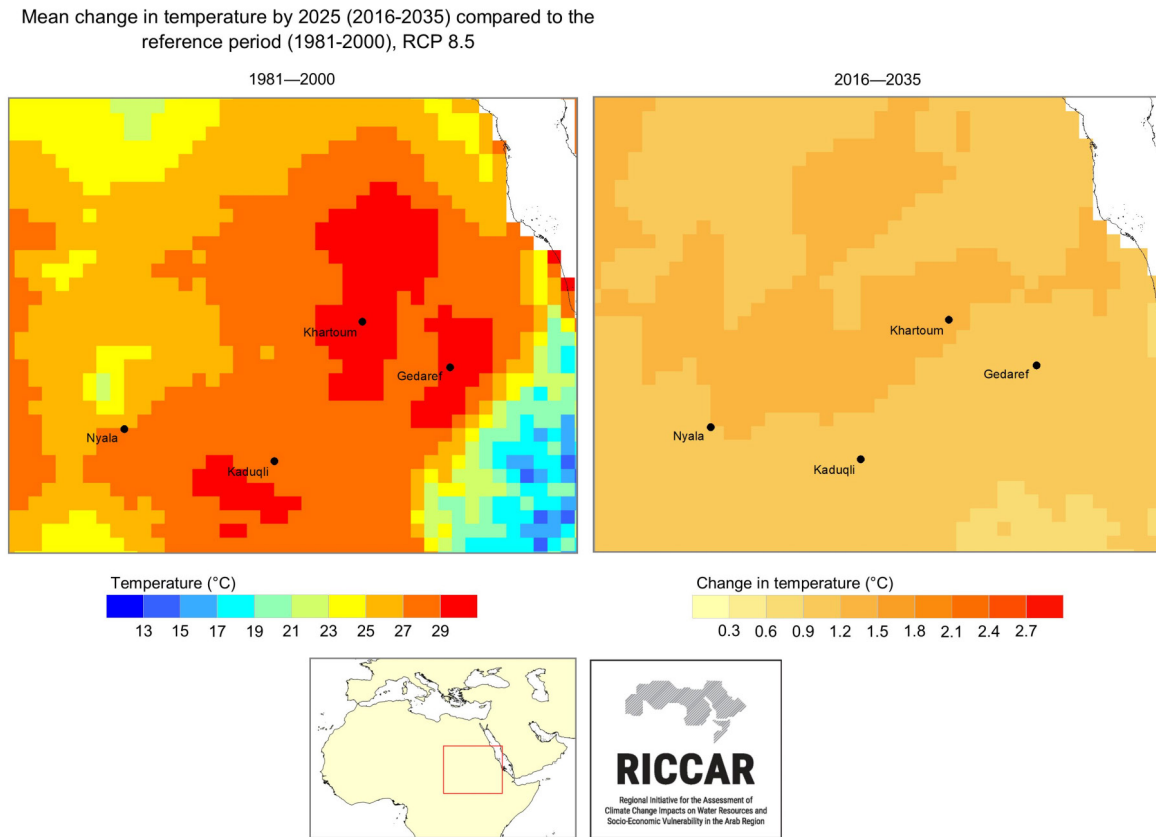 Mean change in temperature by 2025 (2016-2035) compared to the
reference period (1981-2000), RCP 8.5
1981—2000
2016—2035
Khartoum
Gedaref
Nyala
Kaduqli
Khartoum
Gedaref
Nyala
Kaduqli
Temperature (°C)
13 15 17 19 21 23 25 27 29
Change in temperature (°C)
0.3 0.6 0.9 1.2 1.5 1.8 2.1 2.4 2.7
RICCAR
Regional Initiative for the Assessment of
Climate Change Impacts on Water Resources and
Socio-Economic Vulnerability in the Arab Region